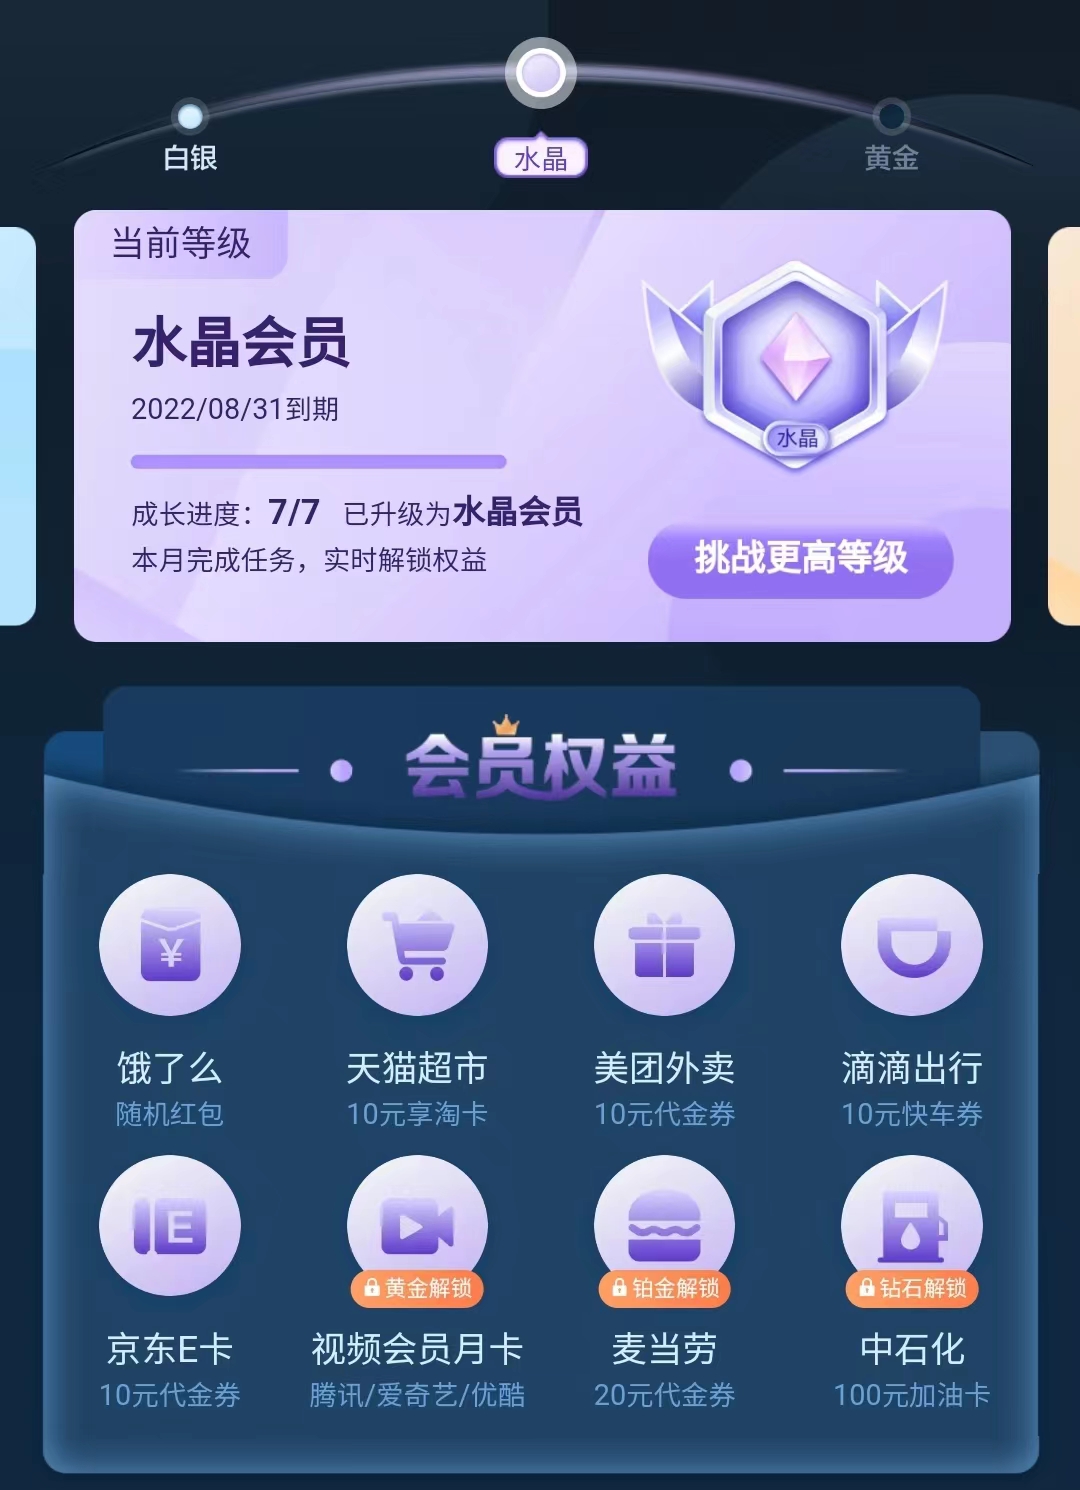 白银
水晶
黄金
当前等级
水晶会员
2022/08/31到期
水晶
成长进度：7/7 已升级为水晶会员
本月完成任务，实时解锁权益
挑战更高等级
会员权益
¥
饿了么 天猫超市 美团外卖 滴滴出行
随机红包 10元享淘卡 10元代金券 10元快车券
E
黄金解锁 铂金解锁 钻石解锁
京东E卡 视频会员月卡 麦当劳 中石化
10元代金券 腾讯/爱奇艺/优酷 20元代金券 100元加油卡